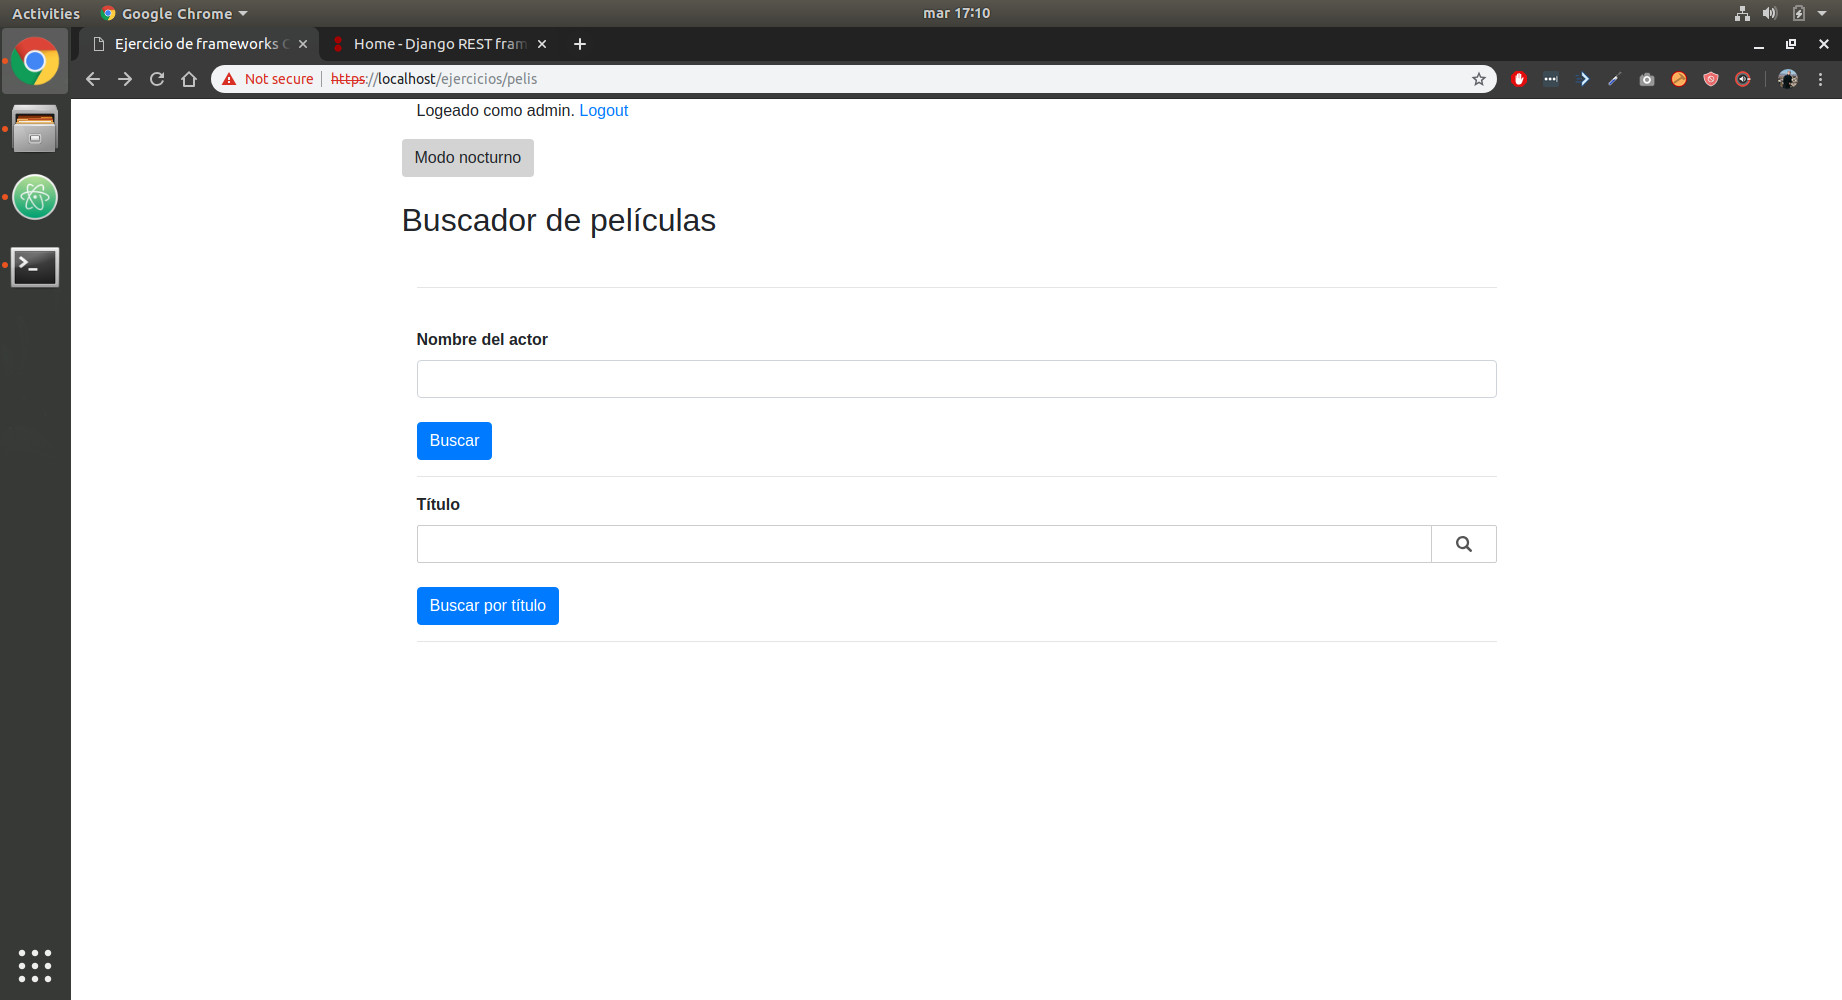 Activities
Google Chrome
mar 17:10
Ejercicio de frameworks
Home - Django REST fram
Not secure
https://localhost/ejercicios/pelis
Logeado como admin. Logout
Modo nocturno
Buscador de películas
Nombre del actor
Buscar
Título
Buscar por título